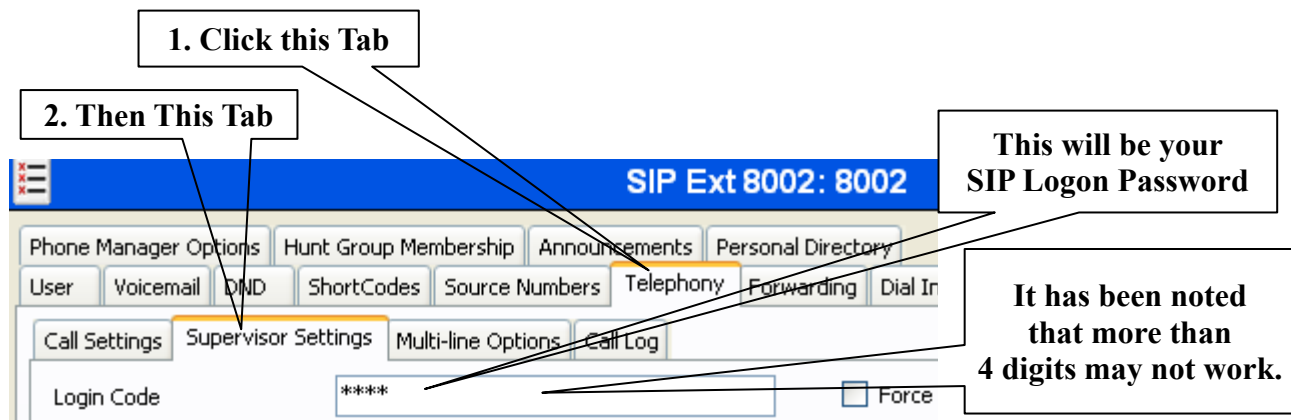 1. Click this Tab
2. Then This Tab
This will be your
SIP Logon Password
SIP Ext 8002: 8002
Phone Manager Options Hunt Group Membership Announcements Personal Directory
User Voicemail DND ShortCodes Source Numbers Telephony Forwarding Dial In
It has been noted
that more than
4 digits may not work.
Call Settings Supervisor Settings Multi-line Options Call Log
Login Code **** Force